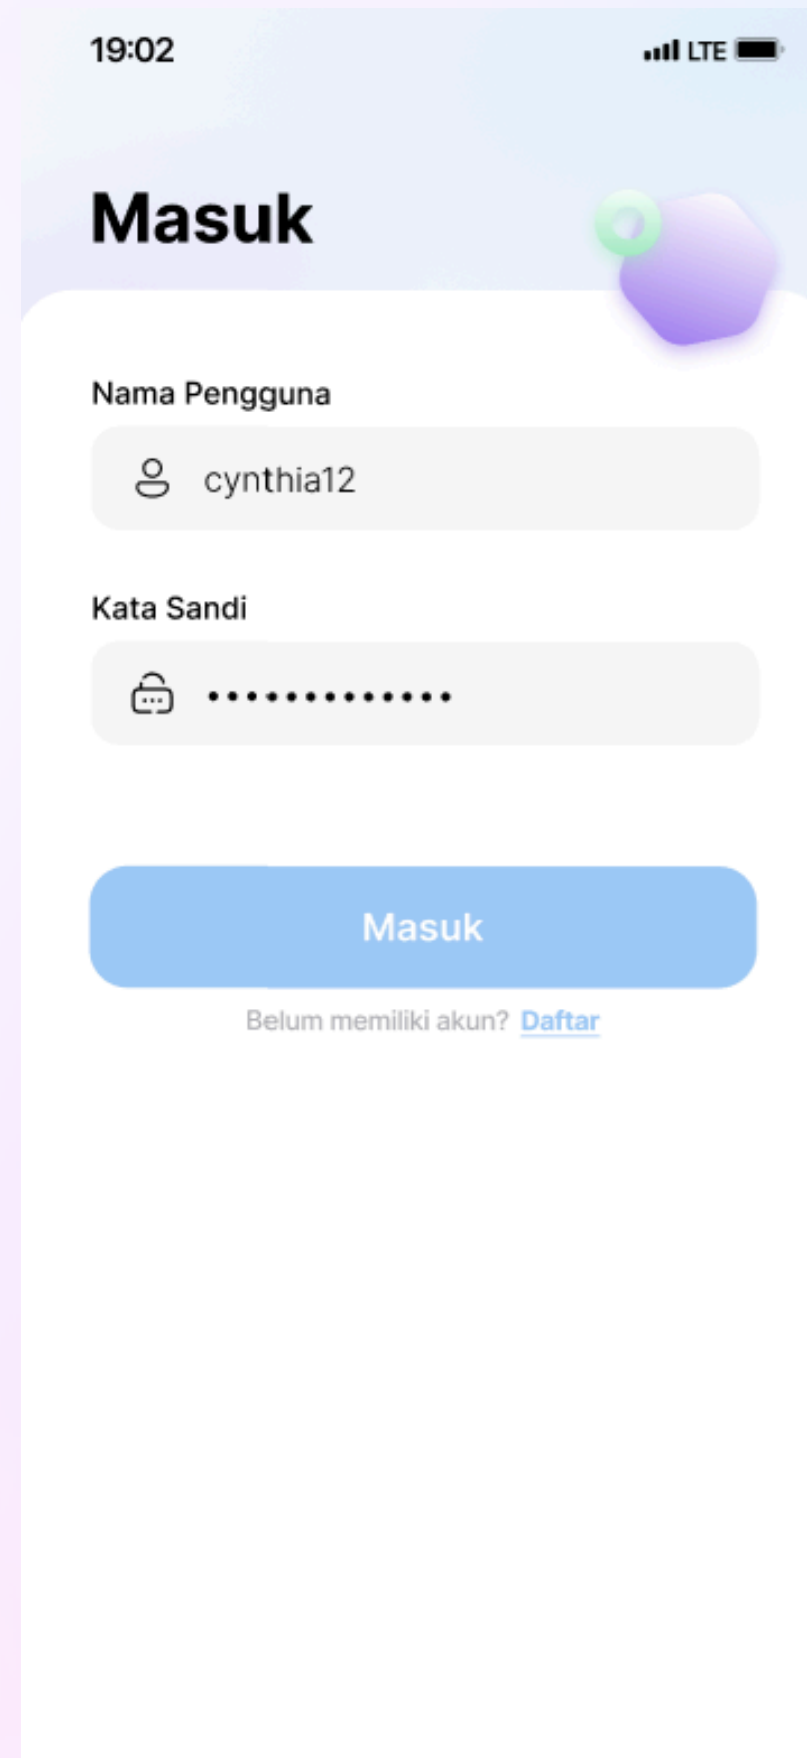 19:02 LTE
Masuk
Nama Pengguna
cynthia12
Kata Sandi
•••••••••••••
Masuk
Belum memiliki akun? Daftar